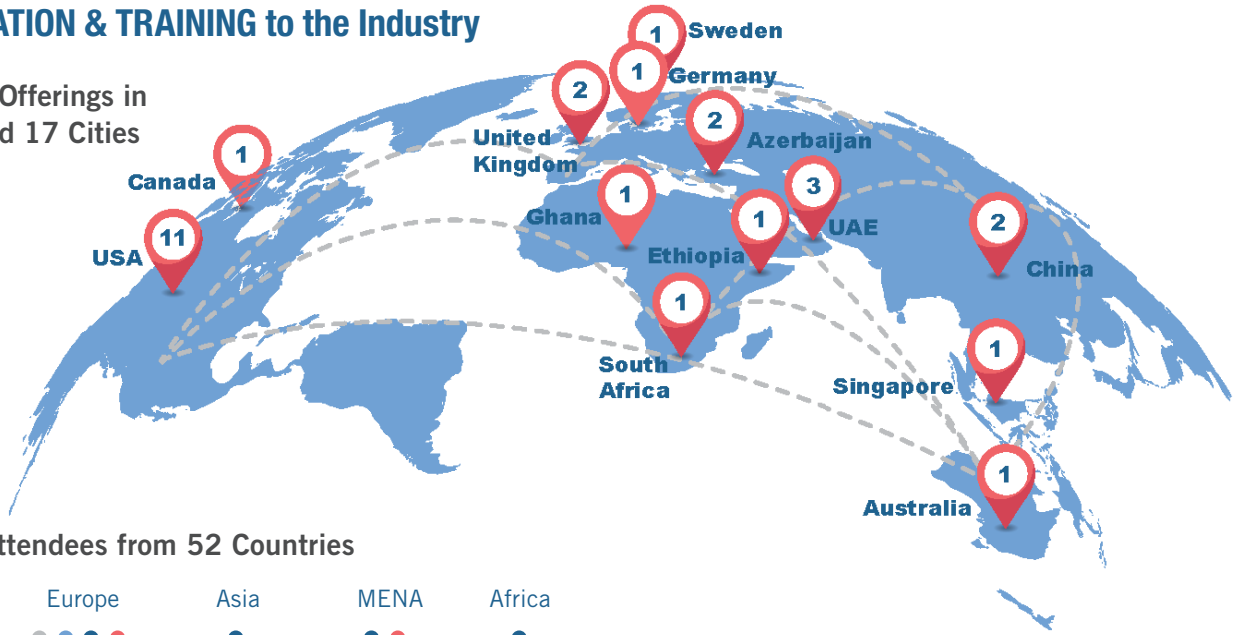 ATION & TRAINING to the Industry
Offerings in
d 17 Cities
1
Sweden
1
Germany
2
United
Kingdom
2
Azerbaijan
1
Canada
11
USA
1
Ghana
1
Ethiopia
3
UAE
2
China
1
South
Africa
1
Singapore
1
Australia
ttendees from 52 Countries
Europe
Asia
MENA
Africa